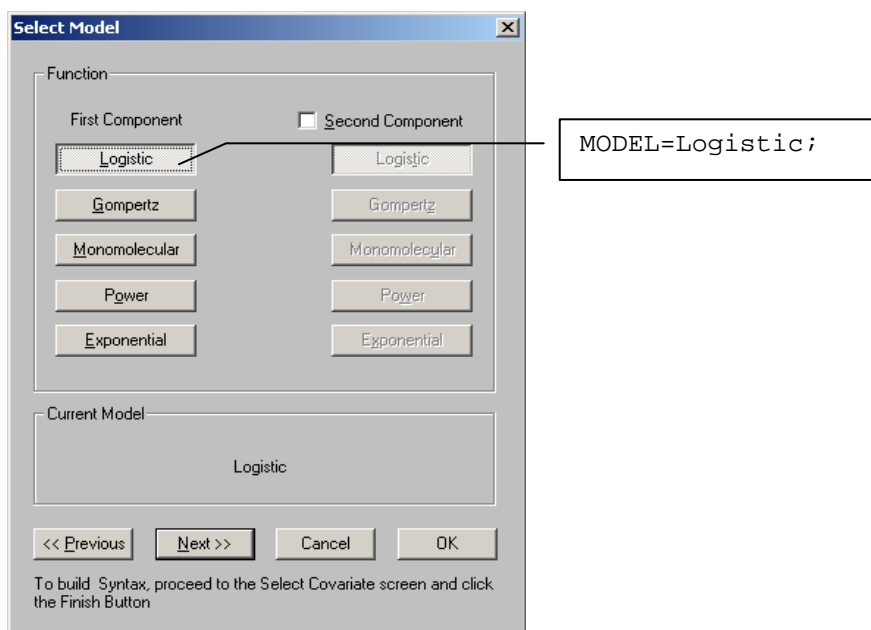 Select Model
Function
First Component
Second Component
Logistic
Logistic
MODEL=Logistic;
Gompertz
Gompertz
Monomolecular
Monomolecular
Power
Power
Exponential
Exponential
Current Model
Logistic
<< Previous
Next >>
Cancel
OK
To build Syntax, proceed to the Select Covariate screen and click
the Finish Button